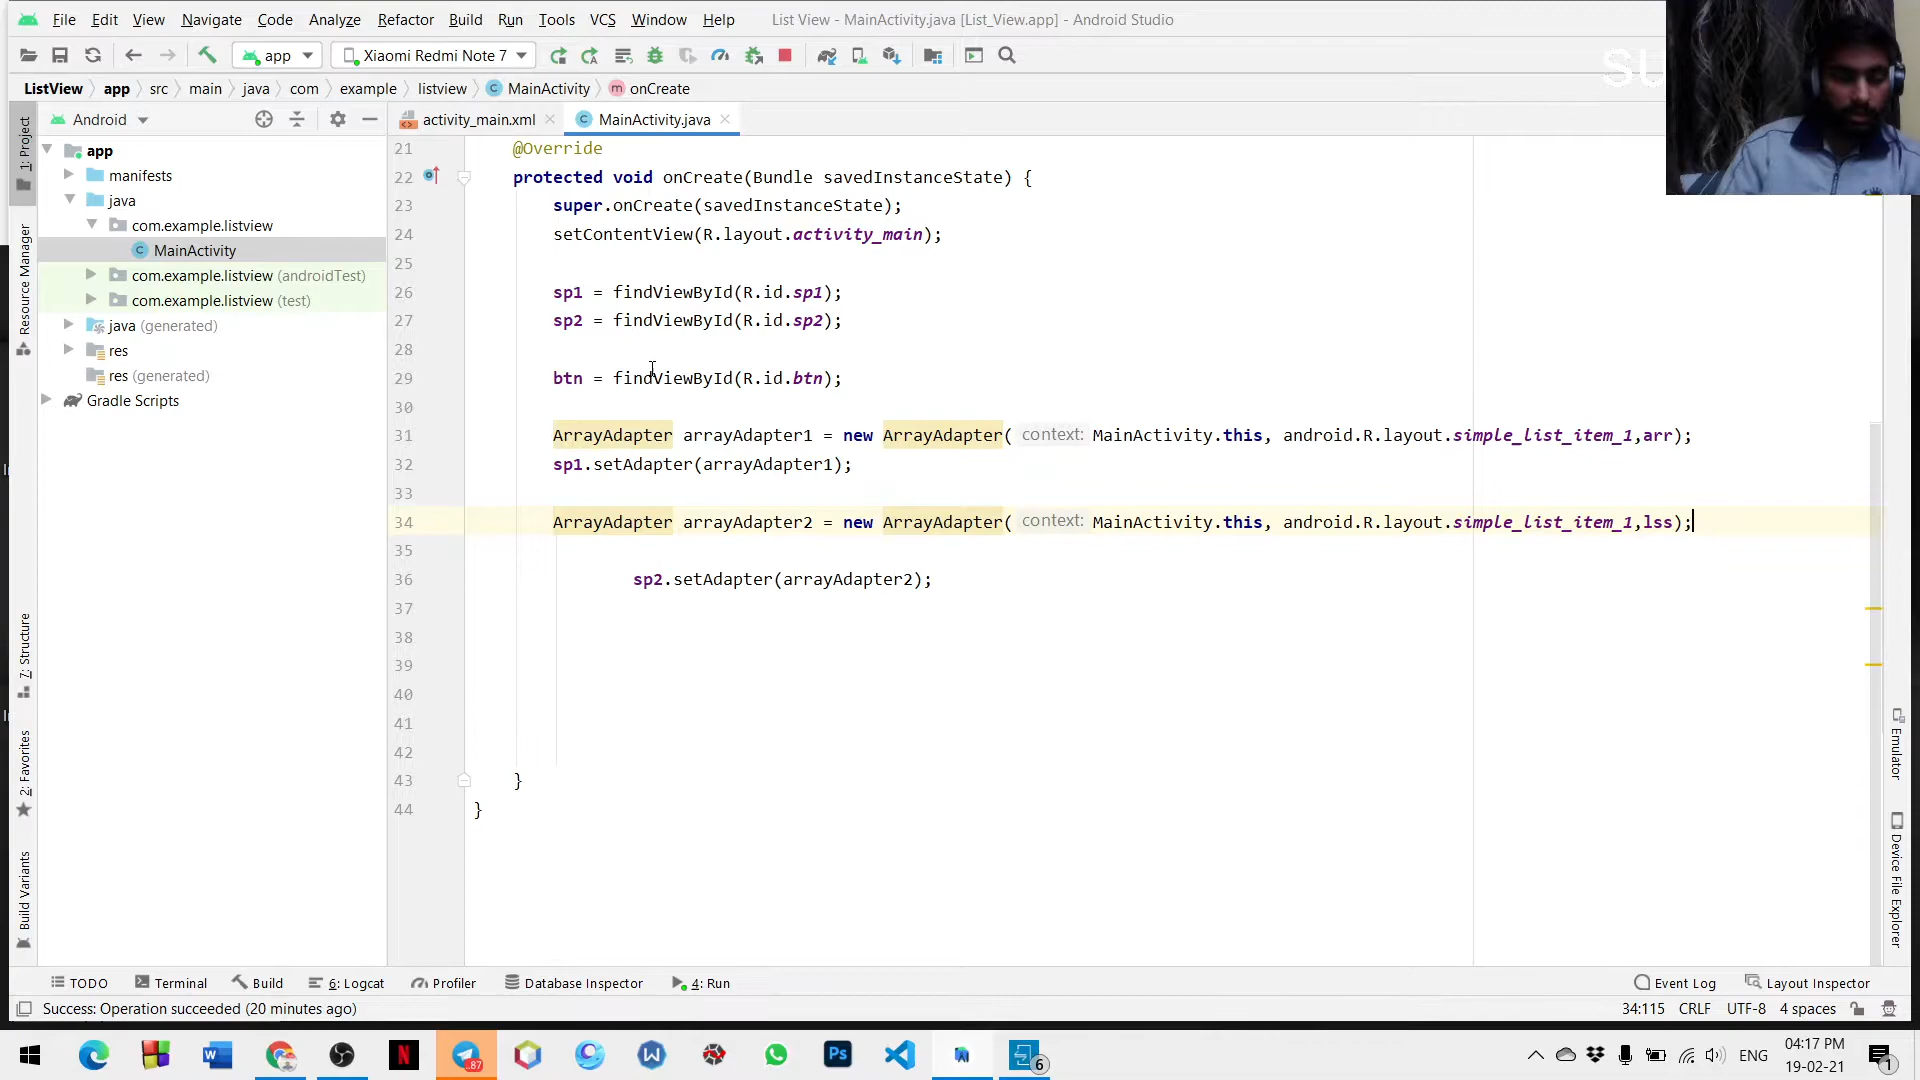 File Edit View Navigate Code Analyze Refactor Build Run Tools VCS Window Help List View - MainActivity.java [List_View.app] - Android Studio
app Xiaomi Redmi Note 7
SU
ListView app src main java com example listview MainActivity onCreate
Android
activity_main.xml MainActivity.java
1: Project
Resource Manager
7: Structure
2: Favorites
Build Variants
app
manifests
java
com.example.listview
MainActivity
com.example.listview (androidTest)
com.example.listview (test)
java (generated)
res
res (generated)
Gradle Scripts
21 @Override
22 protected void onCreate(Bundle savedInstanceState) {
23 super.onCreate(savedInstanceState);
24 setContentView(R.layout.activity_main);
25
26 sp1 = findViewById(R.id.sp1);
27 sp2 = findViewById(R.id.sp2);
28
29 btn = findViewById(R.id.btn);
30
31 ArrayAdapter arrayAdapter1 = new ArrayAdapter( context: MainActivity.this, android.R.layout.simple_list_item_1,arr);
32 sp1.setAdapter(arrayAdapter1);
33
34 ArrayAdapter arrayAdapter2 = new ArrayAdapter( context: MainActivity.this, android.R.layout.simple_list_item_1,lss);
35
36 sp2.setAdapter(arrayAdapter2);
37
38
39
40
41
42
43 }
44 }
Emulator
Device File Explorer
TODO Terminal Build 6: Logcat Profiler Database Inspector 4: Run Event Log Layout Inspector
Success: Operation succeeded (20 minutes ago) 34:115 CRLF UTF-8 4 spaces
87 Ps 6 ENG 04:17 PM
19-02-21 1